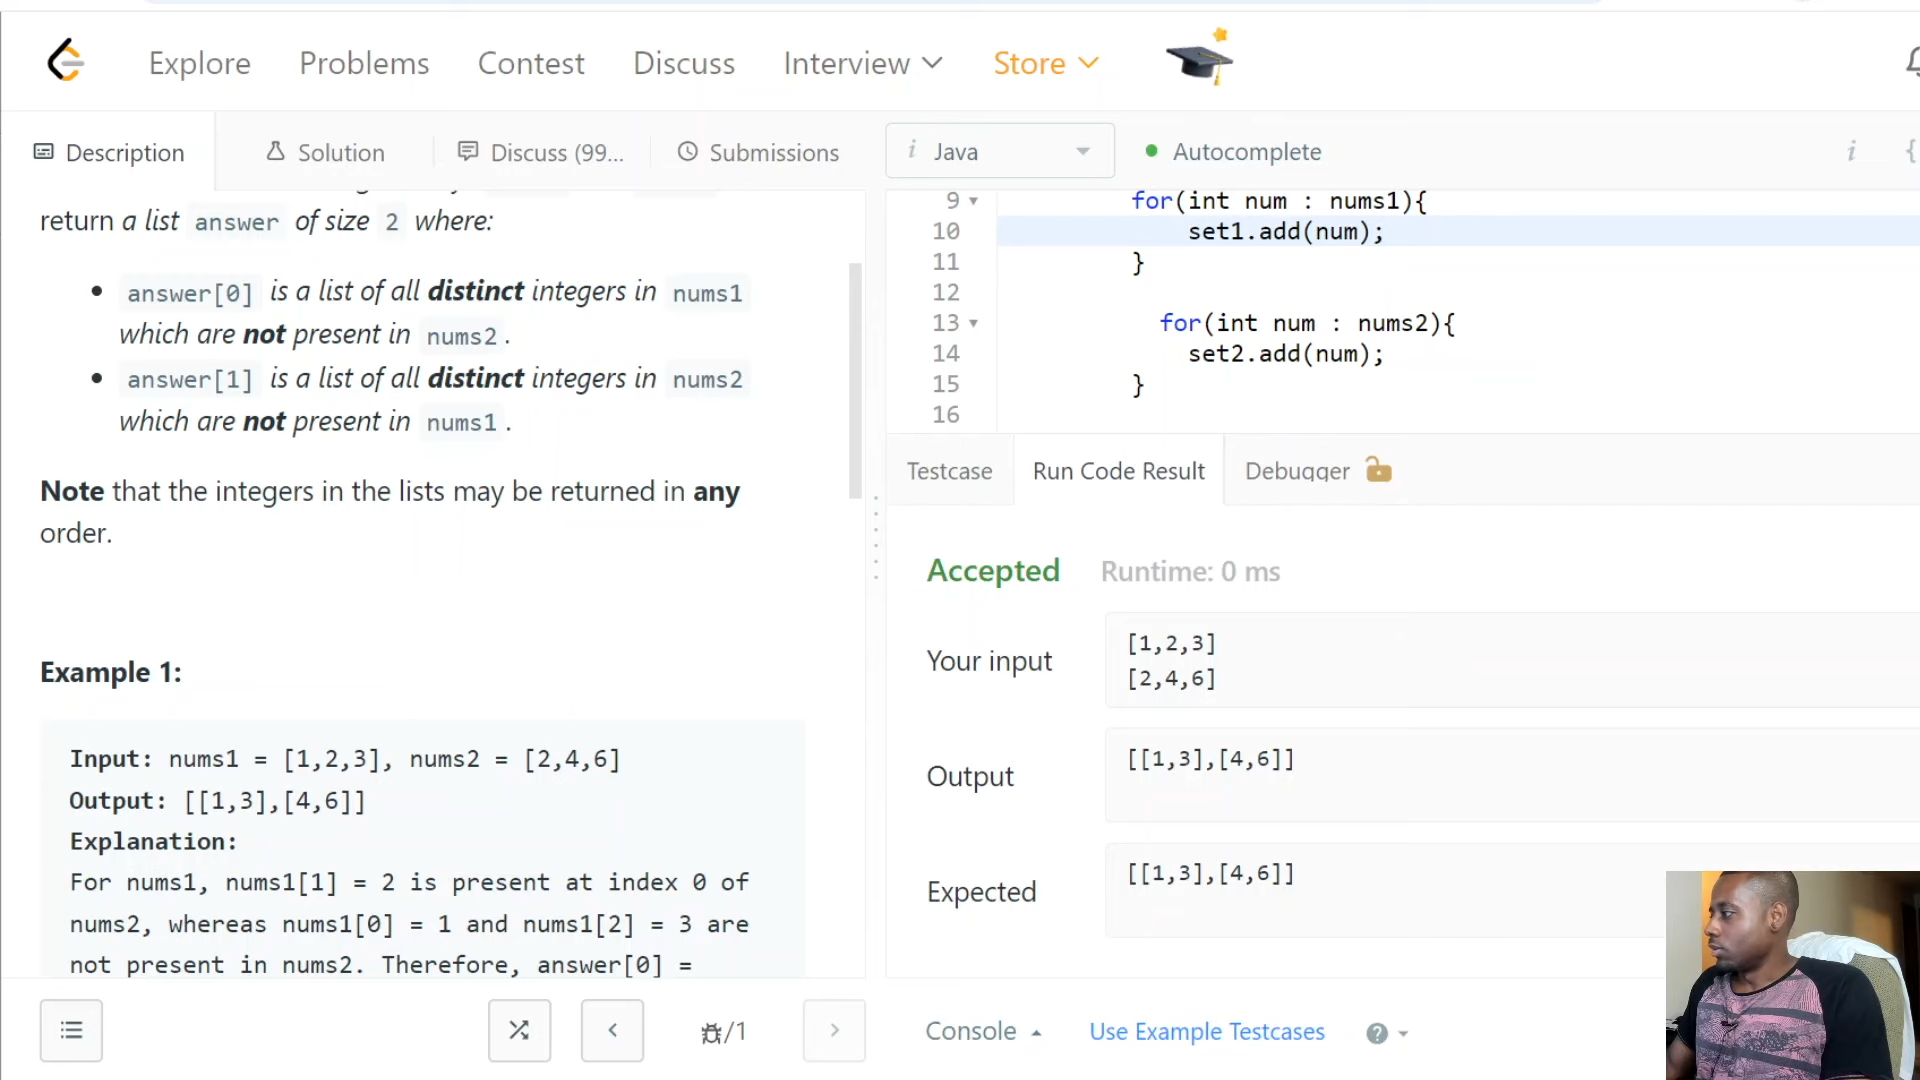 Explore Problems Contest Discuss Interview Store
Description Solution Discuss (99... Submissions
return a list answer of size 2 where:
answer[0] is a list of all distinct integers in nums1
which are not present in nums2.
answer[1] is a list of all distinct integers in nums2
which are not present in nums1.
Note that the integers in the lists may be returned in any
order.
Example 1:
Input: nums1 = [1,2,3], nums2 = [2,4,6]
Output: [[1,3],[4,6]]
Explanation:
For nums1, nums1[1] = 2 is present at index 0 of
nums2, whereas nums1[0] = 1 and nums1[2] = 3 are
not present in nums2. Therefore, answer[0] =
/1
i Java Autocomplete i {
9 for(int num : nums1){
10 set1.add(num);
11 }
12
13 for(int num : nums2){
14 set2.add(num);
15 }
16
Testcase Run Code Result Debugger
Accepted Runtime: 0 ms
Your input
[1,2,3]
[2,4,6]
Output [[1,3],[4,6]]
Expected [[1,3],[4,6]]
Console Use Example Testcases ?